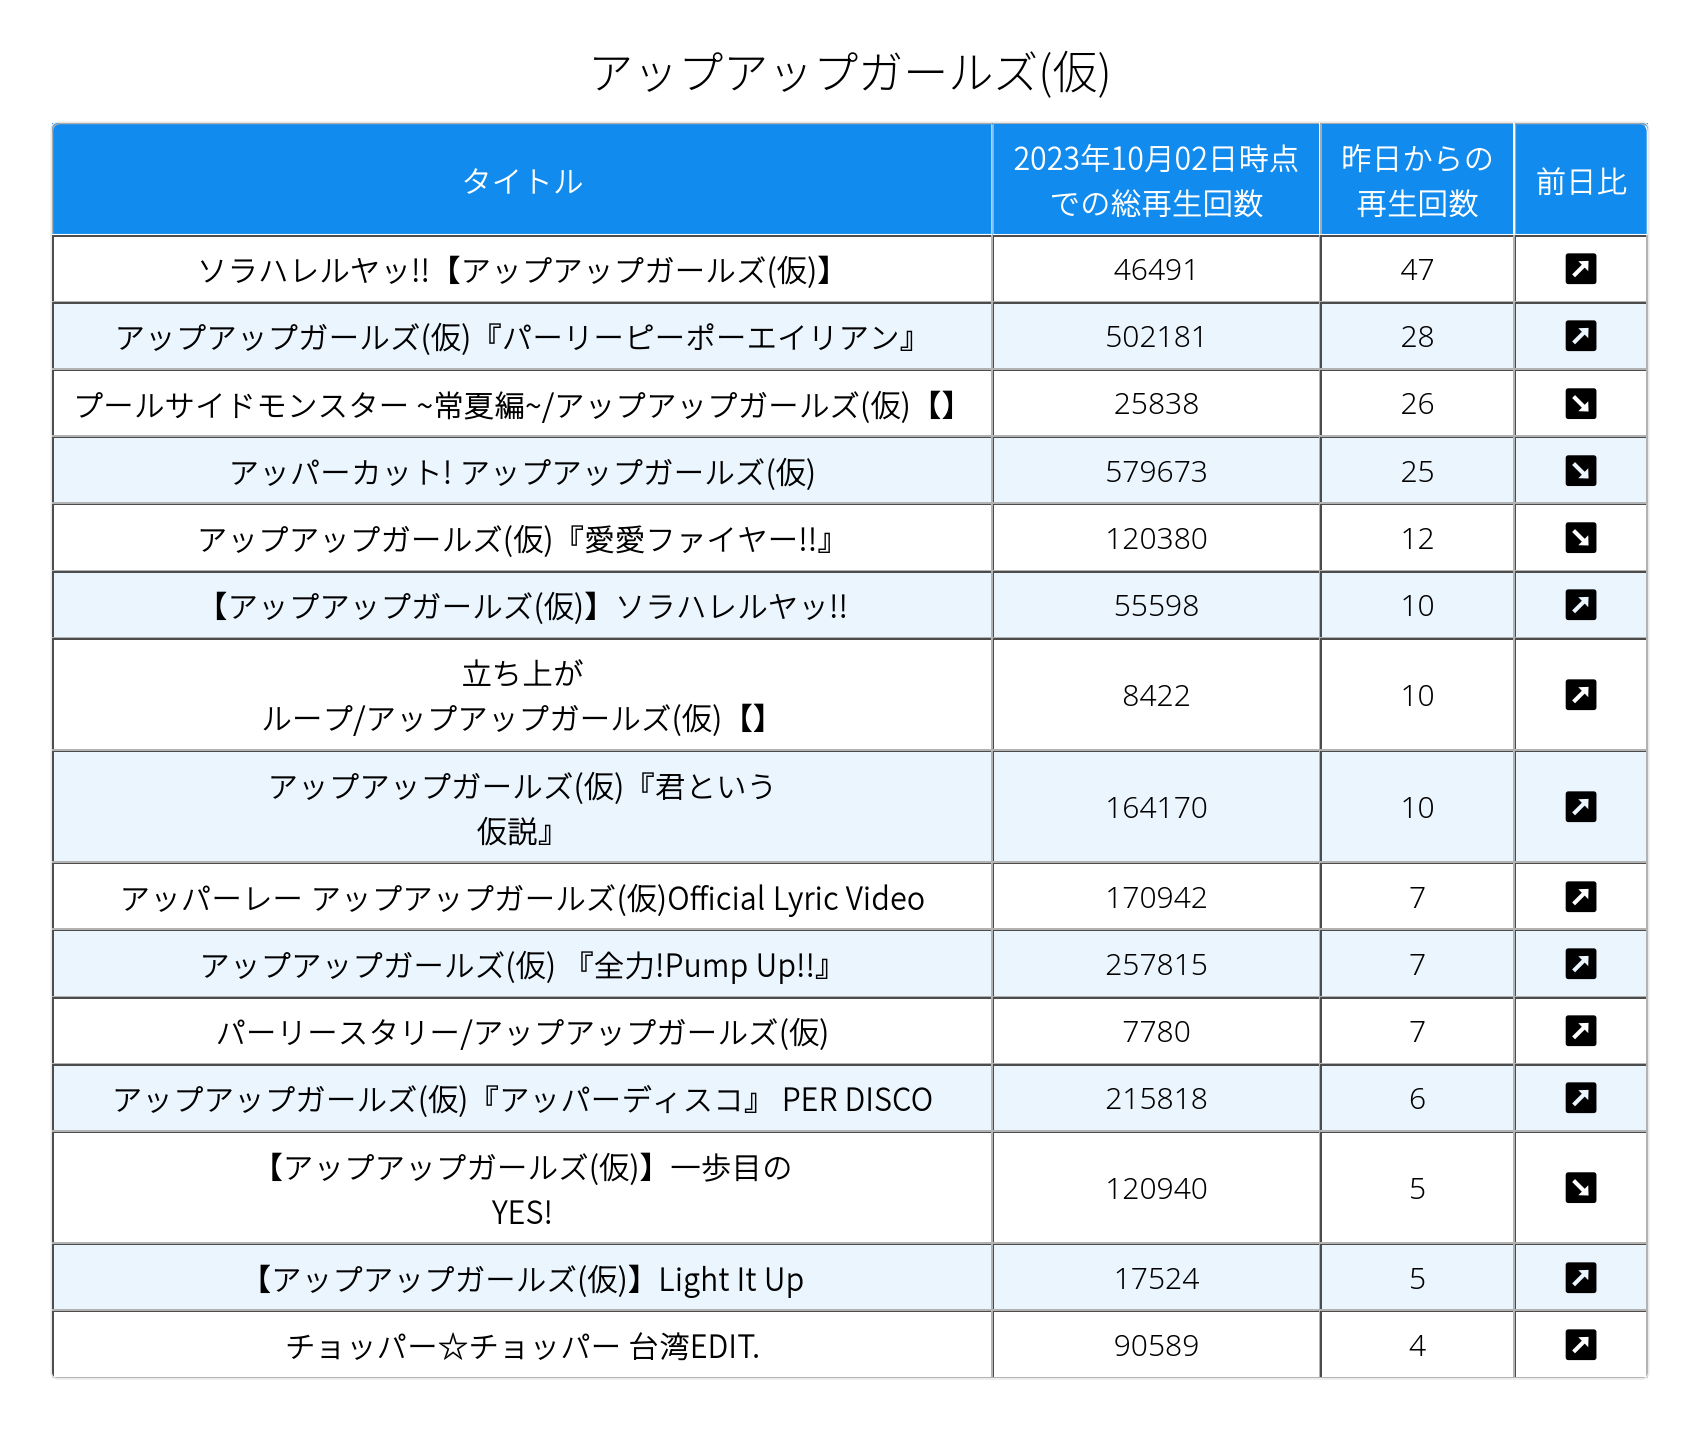 アップアップガールズ(仮)
タイトル
2023年10月02日時点
での総再生回数
昨日からの
再生回数
前日比
ソラハレルヤッ!!【アップアップガールズ(仮)】 46491 47
アップアップガールズ(仮)『パーリーピーポーエイリアン』 502181 28
プールサイドモンスター ~常夏編~/アップアップガールズ(仮)【】 25838 26
アッパーカット! アップアップガールズ(仮) 579673 25
アップアップガールズ(仮)『愛愛ファイヤー!!』 120380 12
【アップアップガールズ(仮)】ソラハレルヤッ!! 55598 10
立ち上が
ループ/アップアップガールズ(仮)【】 8422 10
アップアップガールズ(仮)『君という
仮説』 164170 10
アッパーレー アップアップガールズ(仮)Official Lyric Video 170942 7
アップアップガールズ(仮) 『全力!Pump Up!!』 257815 7
パーリースタリー/アップアップガールズ(仮) 7780 7
アップアップガールズ(仮)『アッパーディスコ』 PER DISCO 215818 6
【アップアップガールズ(仮)】一歩目の
YES! 120940 5
【アップアップガールズ(仮)】Light It Up 17524 5
チョッパー☆チョッパー 台湾EDIT. 90589 4